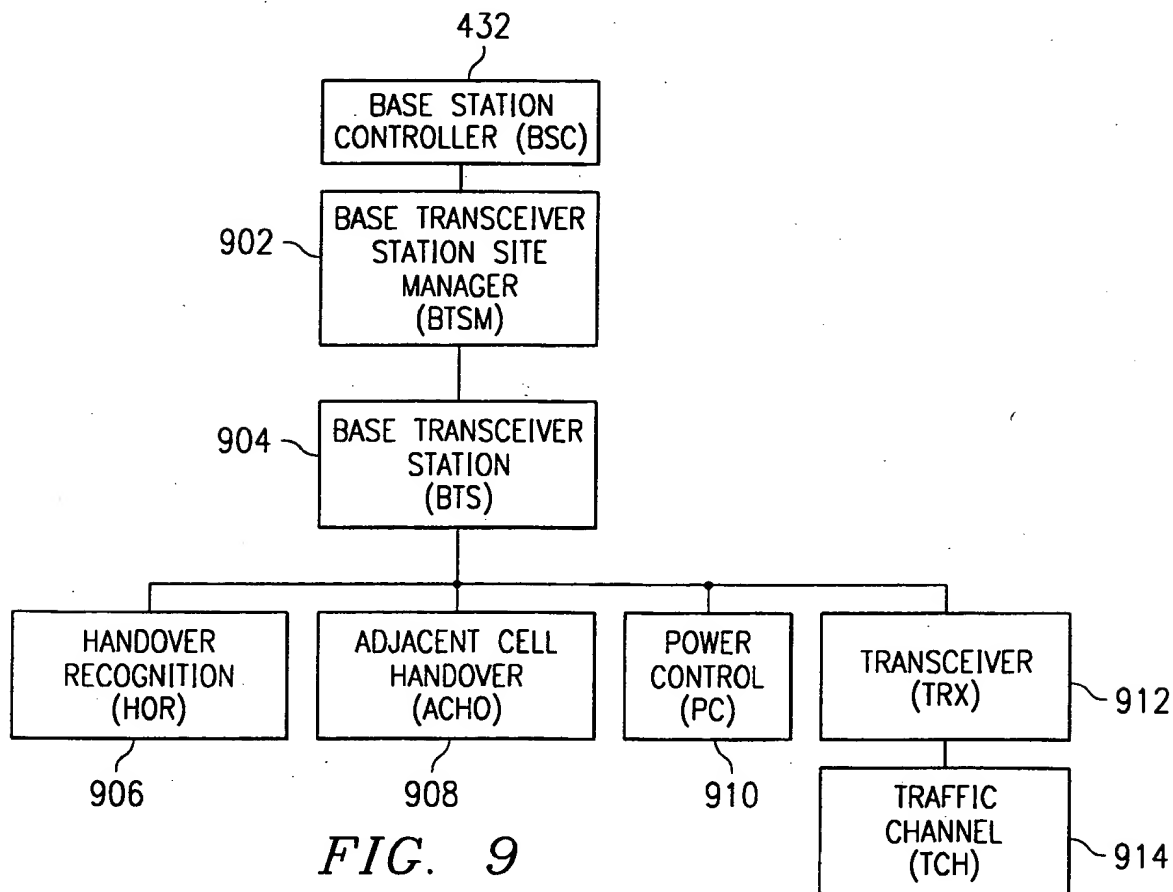 432
BASE STATION
CONTROLLER (BSC)
902
BASE TRANSCEIVER
STATION SITE
MANAGER
(BTSM)
904
BASE TRANSCEIVER
STATION
(BTS)
HANDOVER
RECOGNITION
(HOR)
906
ADJACENT CELL
HANDOVER
(ACHO)
908
POWER
CONTROL
(PC)
910
TRANSCEIVER
(TRX)
912
TRAFFIC
CHANNEL
(TCH)
914
FIG. 9